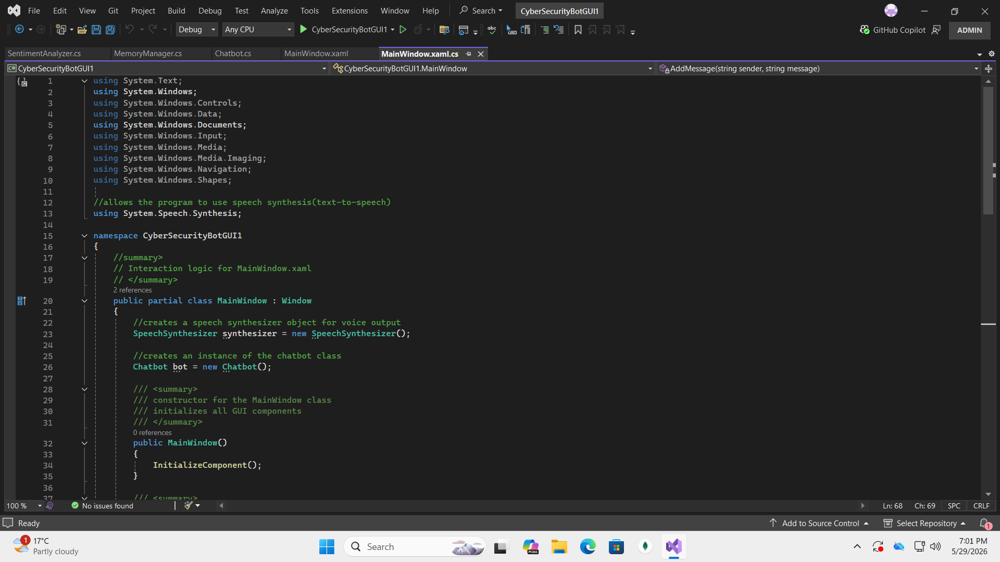 File Edit View Git Project Build Debug Test Analyze Tools Extensions Window Help Search CyberSecurityBotGUI1
Debug Any CPU CyberSecurityBotGUI1 abc GitHub Copilot ADMIN
SentimentAnalyzer.cs MemoryManager.cs Chatbot.cs MainWindow.xaml MainWindow.xaml.cs
C# CyberSecurityBotGUI1 CyberSecurityBotGUI1.MainWindow AddMessage(string sender, string message)
1 using System.Text;
2 using System.Windows;
3 using System.Windows.Controls;
4 using System.Windows.Data;
5 using System.Windows.Documents;
6 using System.Windows.Input;
7 using System.Windows.Media;
8 using System.Windows.Media.Imaging;
9 using System.Windows.Navigation;
10 using System.Windows.Shapes;
11
12 //allows the program to use speech synthesis(text-to-speech)
13 using System.Speech.Synthesis;
14
15 namespace CyberSecurityBotGUI1
16 {
17 //summary>
18 // Interaction logic for MainWindow.xaml
19 // </summary>
2 references
20 public partial class MainWindow : Window
21 {
22 //creates a speech synthesizer object for voice output
23 SpeechSynthesizer synthesizer = new SpeechSynthesizer();
24
25 //creates an instance of the chatbot class
26 Chatbot bot = new Chatbot();
27
28 /// <summary>
29 /// constructor for the MainWindow class
30 /// initializes all GUI components
31 /// </summary>
0 references
32 public MainWindow()
33 {
34 InitializeComponent();
35 }
36
37 /// <summary>
100 % No issues found Ln: 68 Ch: 69 SPC CRLF
Ready Add to Source Control Select Repository 1
1 17°C
Partly cloudy
Search
M365
7:01 PM
5/29/2026